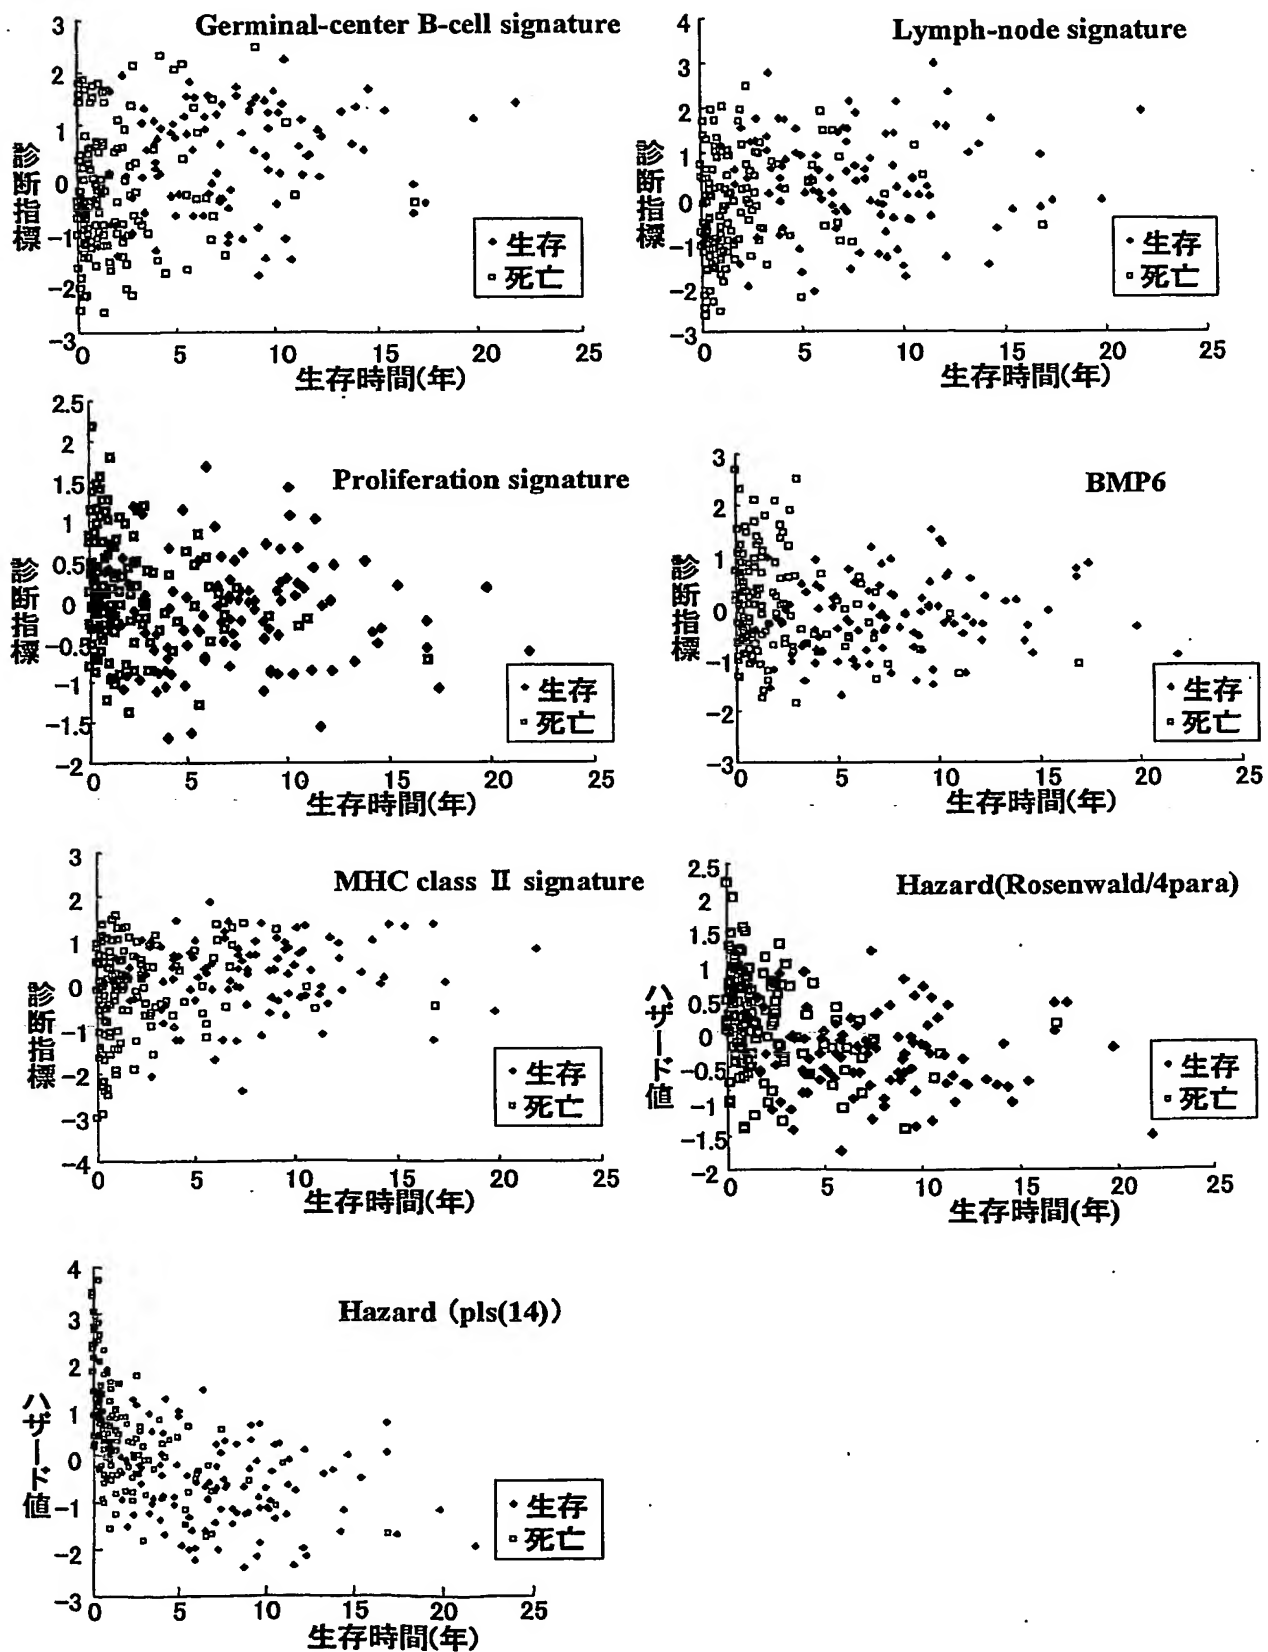 Germinal-center B-cell signature
3
2
1
0
−1
−2
−3
診断指標
・生存
▫死亡
0 5 10 15 20 25
生存時間(年)
Lymph-node signature
4
3
2
1
0
−1
−2
−3
診断指標
・生存
▫死亡
0 5 10 15 20 25
生存時間(年)
Proliferation signature
2.5
2
1.5
1
0.5
0
−0.5
−1
−1.5
−2
診断指標
・生存
▫死亡
0 5 10 15 20 25
生存時間(年)
BMP6
3
2
1
0
−1
−2
−3
診断指標
・生存
▫死亡
0 5 10 15 20 25
生存時間(年)
MHC class Ⅱ signature
3
2
1
0
−1
−2
−3
−4
診断指標
・生存
▫死亡
0 5 10 15 20 25
生存時間(年)
Hazard(Rosenwald/4para)
2.5
2
1.5
1
0.5
0
−0.5
−1
−1.5
−2
ハザード値
・生存
▫死亡
0 5 10 15 20 25
生存時間(年)
Hazard (pls(14))
4
3
2
1
0
−1
−2
−3
ハザード値
・生存
▫死亡
0 5 10 15 20 25
生存時間(年)